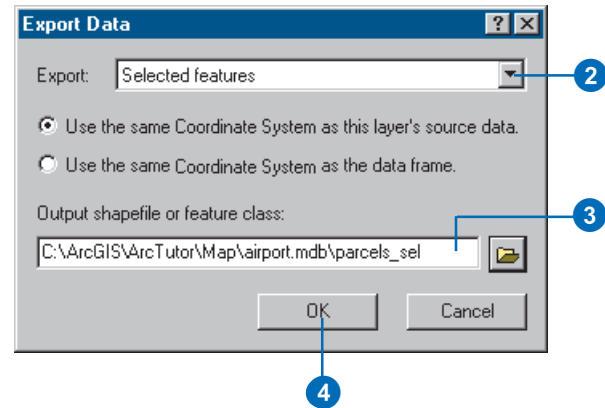 Export Data
Export: Selected features
2
Use the same Coordinate System as this layer's source data.
Use the same Coordinate System as the data frame.
Output shapefile or feature class:
3
C:\ArcGIS\ArcTutor\Map\airport.mdb\parcels_sel
OK Cancel
4